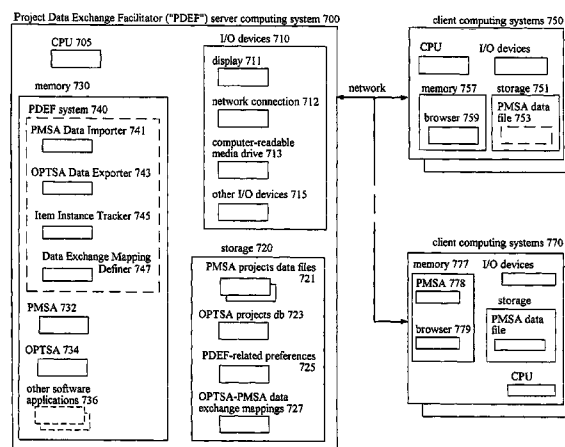 Project Data Exchange Facilitator ("PDEF") server computing system 700
CPU 705
memory 730
PDEF system 740
PMSA Data Importer 741
OPTSA Data Exporter 743
Item Instance Tracker 745
Data Exchange Mapping
Definer 747
PMSA 732
OPTSA 734
other software
applications 736
I/O devices 710
display 711
network connection 712
computer-readable
media drive 713
other I/O devices 715
storage 720
PMSA projects data files
721
OPTSA projects db 723
PDEF-related preferences
725
OPTSA-PMSA data
exchange mappings 727
network
client computing systems 750
CPU
I/O devices
memory 757
browser 759
storage 751
PMSA data
file 753
client computing systems 770
memory 777
PMSA 778
browser 779
I/O devices
storage
PMSA data
file
CPU